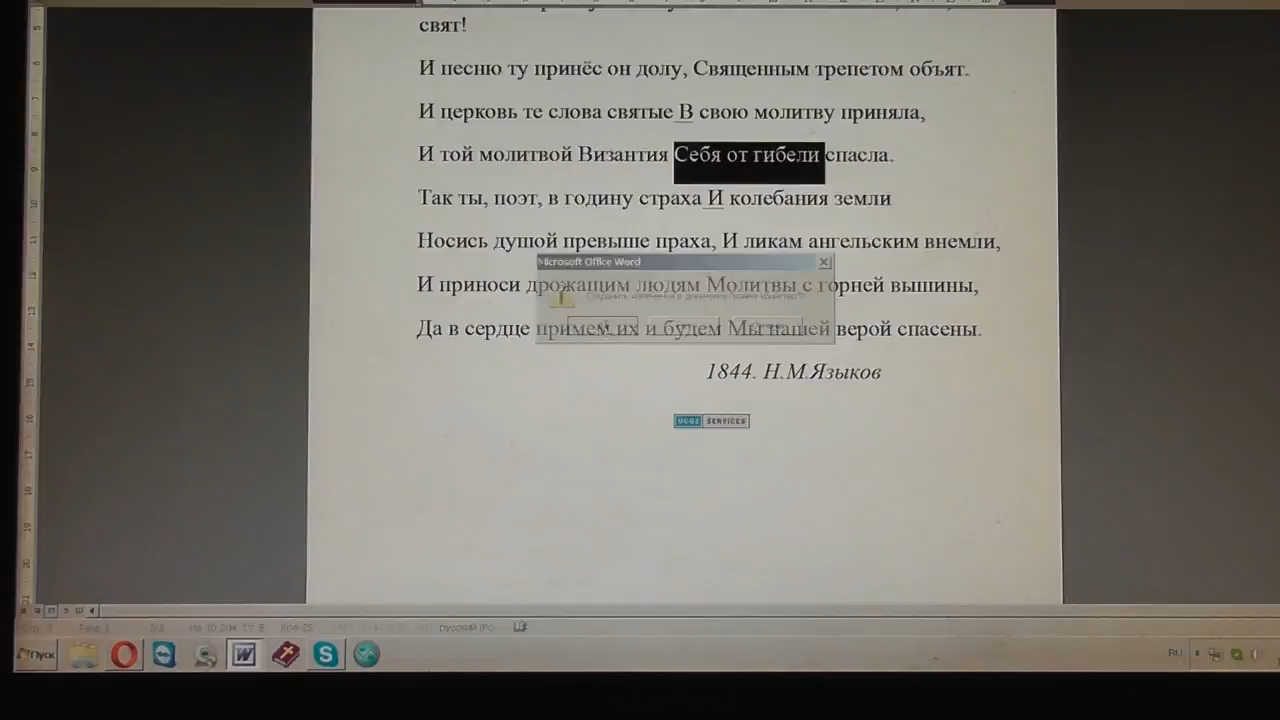 свят!
И песню ту принёс он долу, Священным трепетом объят.
И церковь те слова святые В свою молитву приняла,
И той молитвой Византия Себя от гибели спасла.
Так ты, поэт, в годину страха И колебания земли
Носись душой превыше праха, И ликам ангельским внемли,
Microsoft Office Word
И приноси дрожащим людям Молитвы с горней вышины,
Да в сердце примем их и будем Мы нашей верой спасены.
1844. Н.М.Языков
UCOZ SERVICES
Пуск
RU